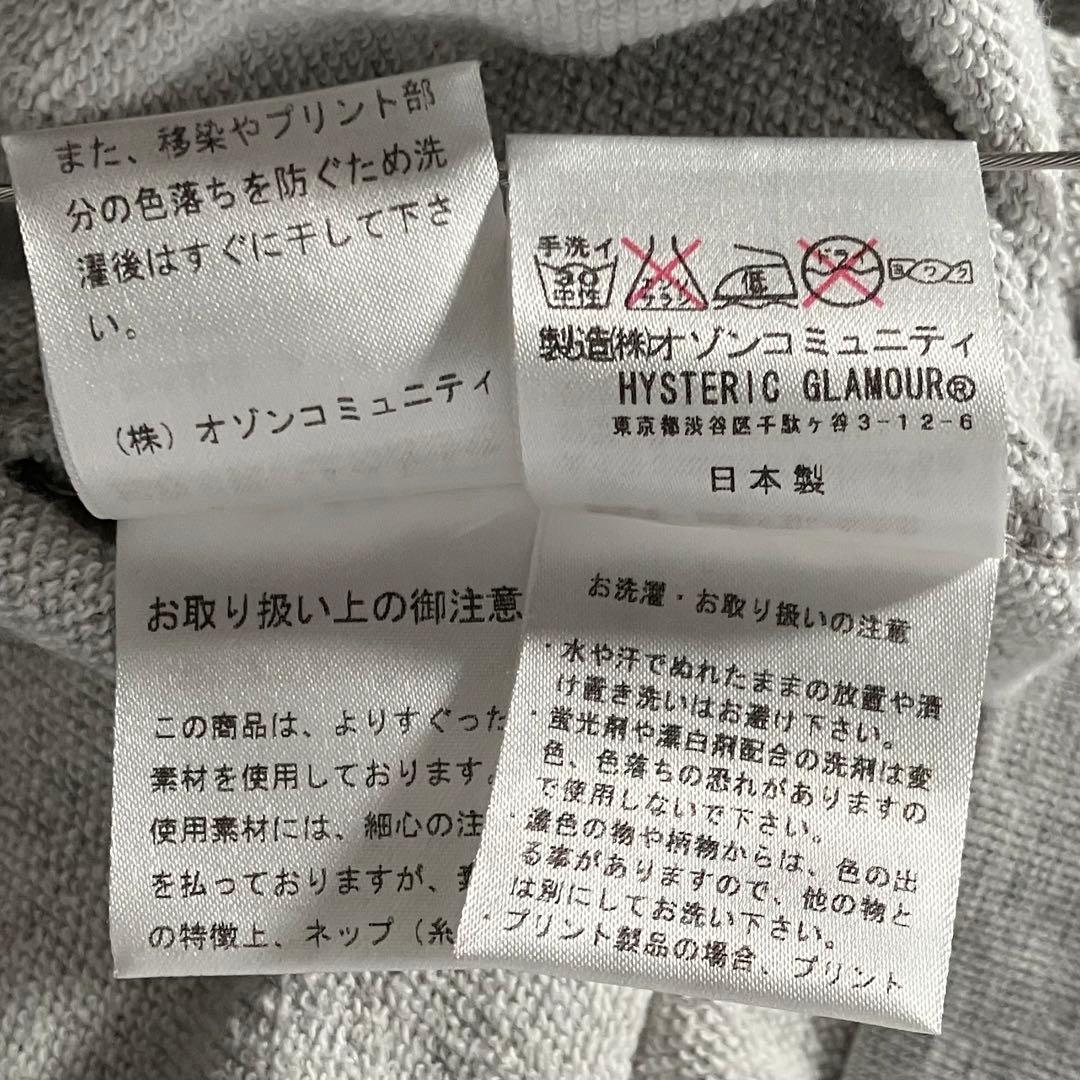 また、移染やプリント部
分の色落ちを防ぐため洗
濯後はすぐに干して下さ
い。
(株) オゾンコミュニティ
手洗イ
30
中性
エンソ
サラシ
低
ドライ
ヨワク
製造(株)オゾンコミュニティ
HYSTERIC GLAMOUR®
東京都渋谷区千駄ヶ谷3-12-6
日本製
お取り扱い上の御注意
この商品は、よりすぐった
素材を使用しております。
使用素材には、細心の注
を払っておりますが、
の特徴上、ネップ (糸
お洗濯・お取り扱いの注意
・水や汗でぬれたままの放置や漬
け置き洗いはお避け下さい。
・蛍光剤や漂白剤配合の洗剤は変
色、色落ちの恐れがありますの
で使用しないで下さい。
・濃色の物や柄物からは、色の出
る事がありますので、他の物と
は別にしてお洗い下さい。
・プリント製品の場合、プリント